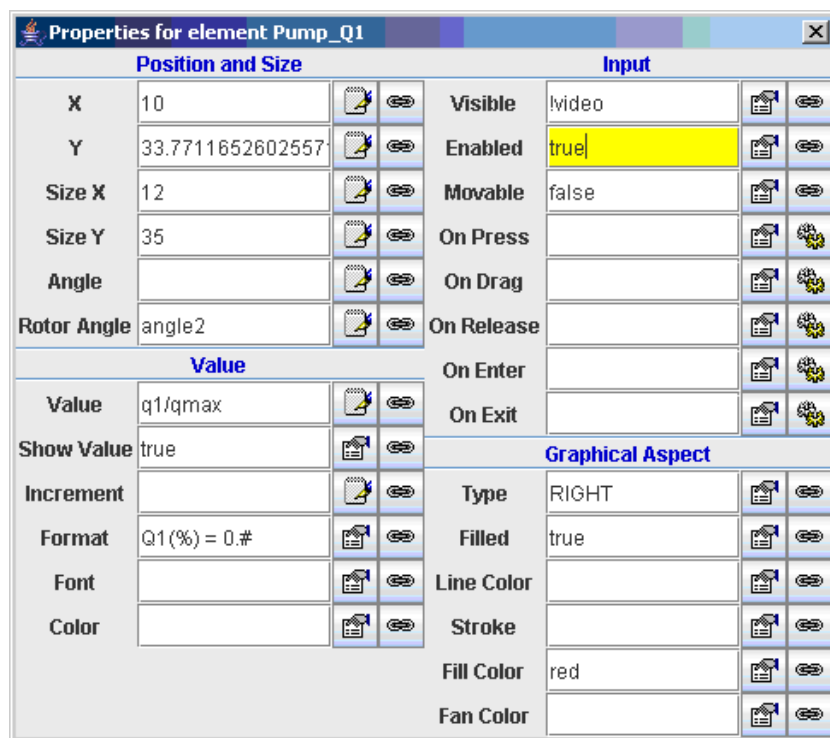 Properties for element Pump_Q1
Position and Size
X 10
Y 33.7711652602557
Size X 12
Size Y 35
Angle
Rotor Angle angle2
Value
Value q1/qmax
Show Value true
Increment
Format Q1(%) = 0.#
Font
Color
Input
Visible !video
Enabled true
Movable false
On Press
On Drag
On Release
On Enter
On Exit
Graphical Aspect
Type RIGHT
Filled true
Line Color
Stroke
Fill Color red
Fan Color